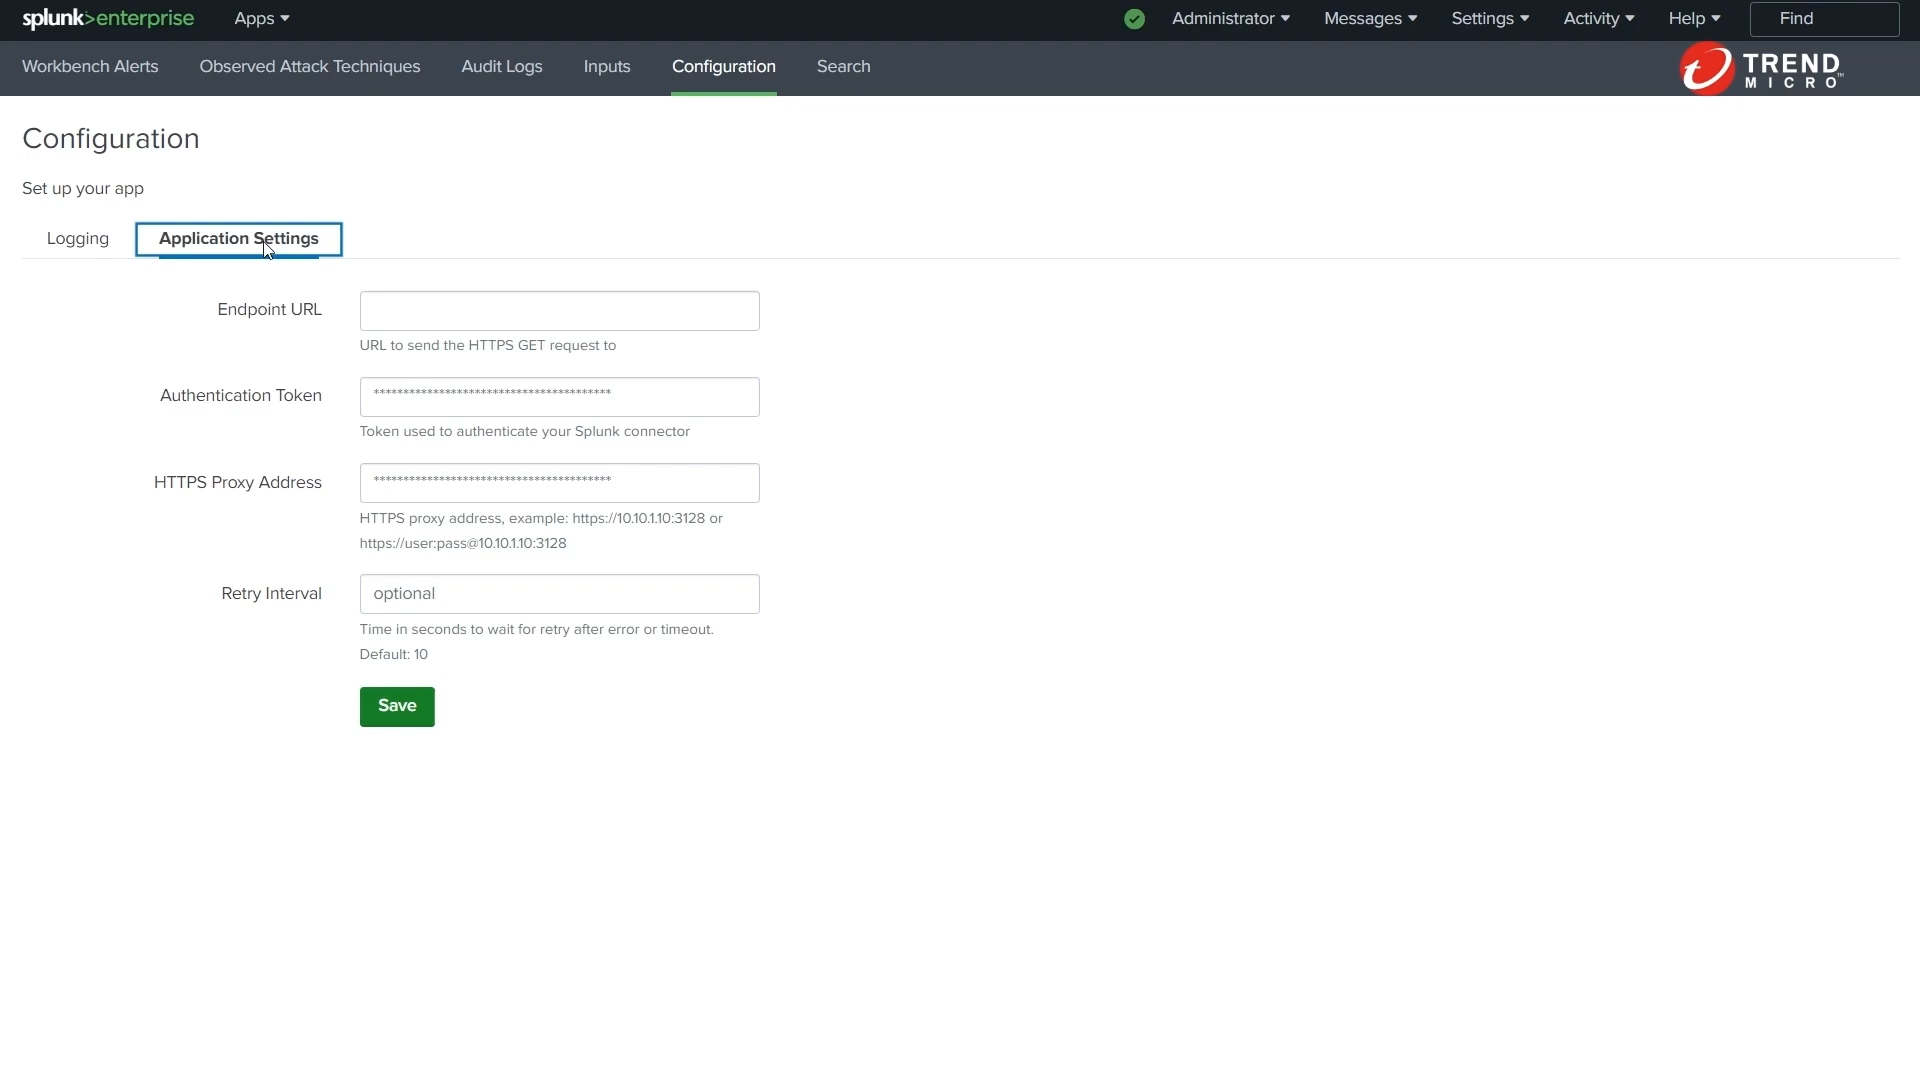 splunk>enterprise Apps Administrator Messages Settings Activity Help Find
Workbench Alerts Observed Attack Techniques Audit Logs Inputs Configuration Search TREND MICRO™
Configuration
Set up your app
Logging Application Settings
Endpoint URL
URL to send the HTTPS GET request to
Authentication Token ****************************************
Token used to authenticate your Splunk connector
HTTPS Proxy Address ****************************************
HTTPS proxy address, example: https://10.10.1.10:3128 or
https://user:pass@10.10.1.10:3128
Retry Interval optional
Time in seconds to wait for retry after error or timeout.
Default: 10
Save